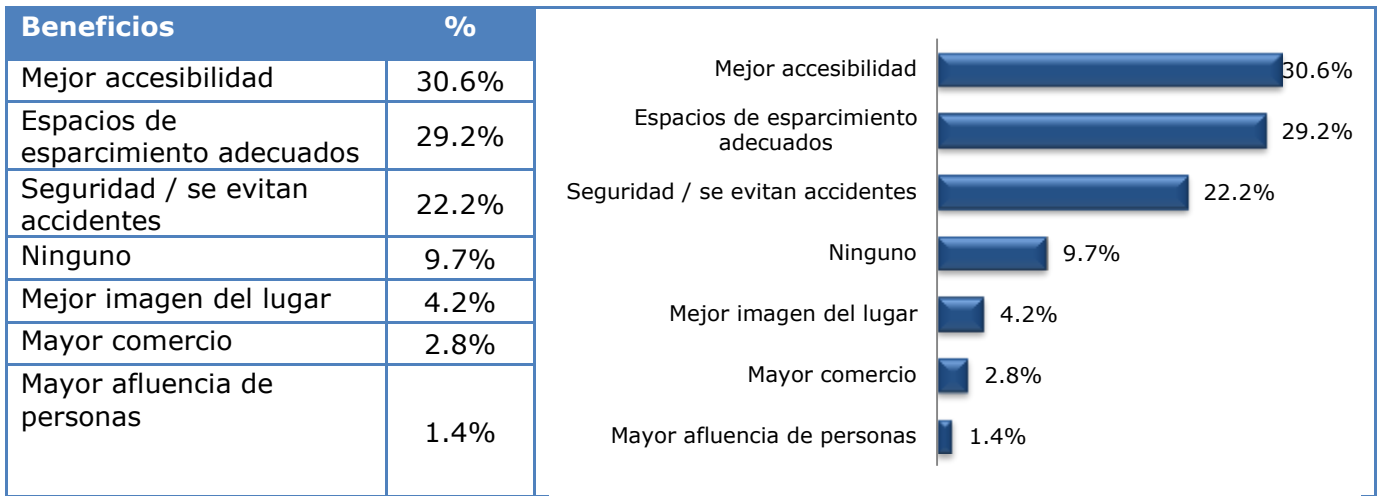 Beneficios %
Mejor accesibilidad 30.6%
Espacios de
esparcimiento adecuados 29.2%
Seguridad / se evitan
accidentes 22.2%
Ninguno 9.7%
Mejor imagen del lugar 4.2%
Mayor comercio 2.8%
Mayor afluencia de
personas 1.4%
Mejor accesibilidad 30.6%
Espacios de esparcimiento
adecuados 29.2%
Seguridad / se evitan accidentes 22.2%
Ninguno 9.7%
Mejor imagen del lugar 4.2%
Mayor comercio 2.8%
Mayor afluencia de personas 1.4%